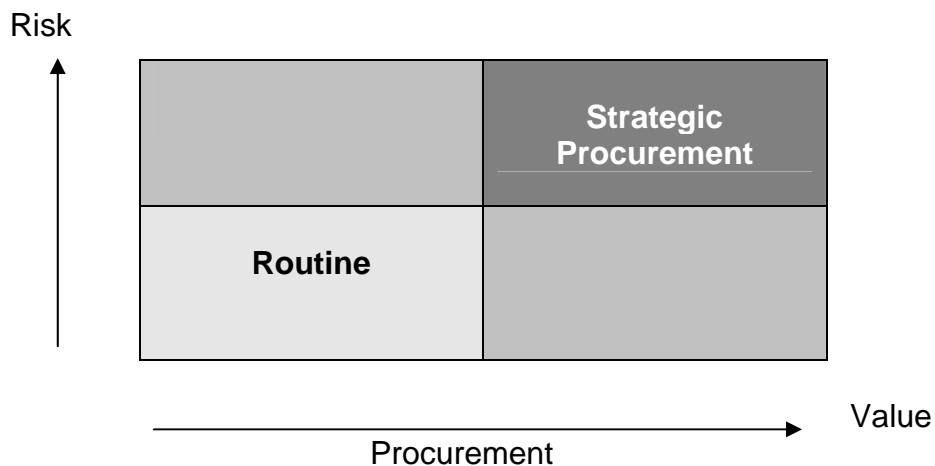 Risk
Strategic
Procurement
Routine
Value
Procurement